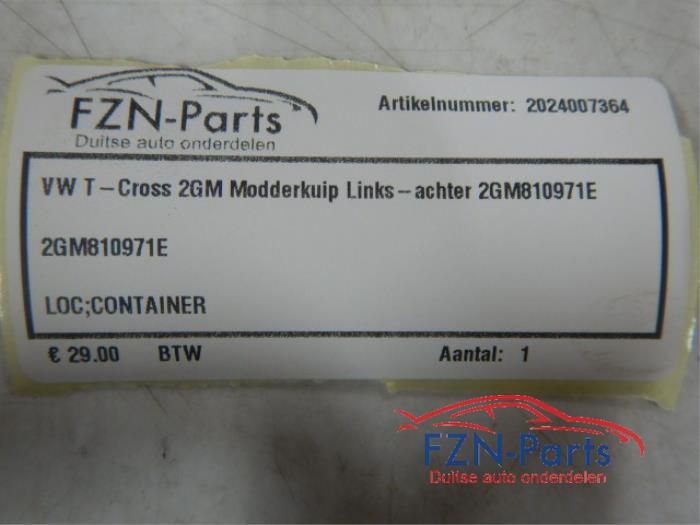 FZN-Parts
Duitse auto onderdelen
Artikelnummer: 2024007364
VW T-Cross 2GM Modderkuip Links-achter 2GM810971E
2GM810971E
LOC;CONTAINER
€ 29.00 BTW Aantal: 1
FZN-Parts
Duitse auto onderdelen